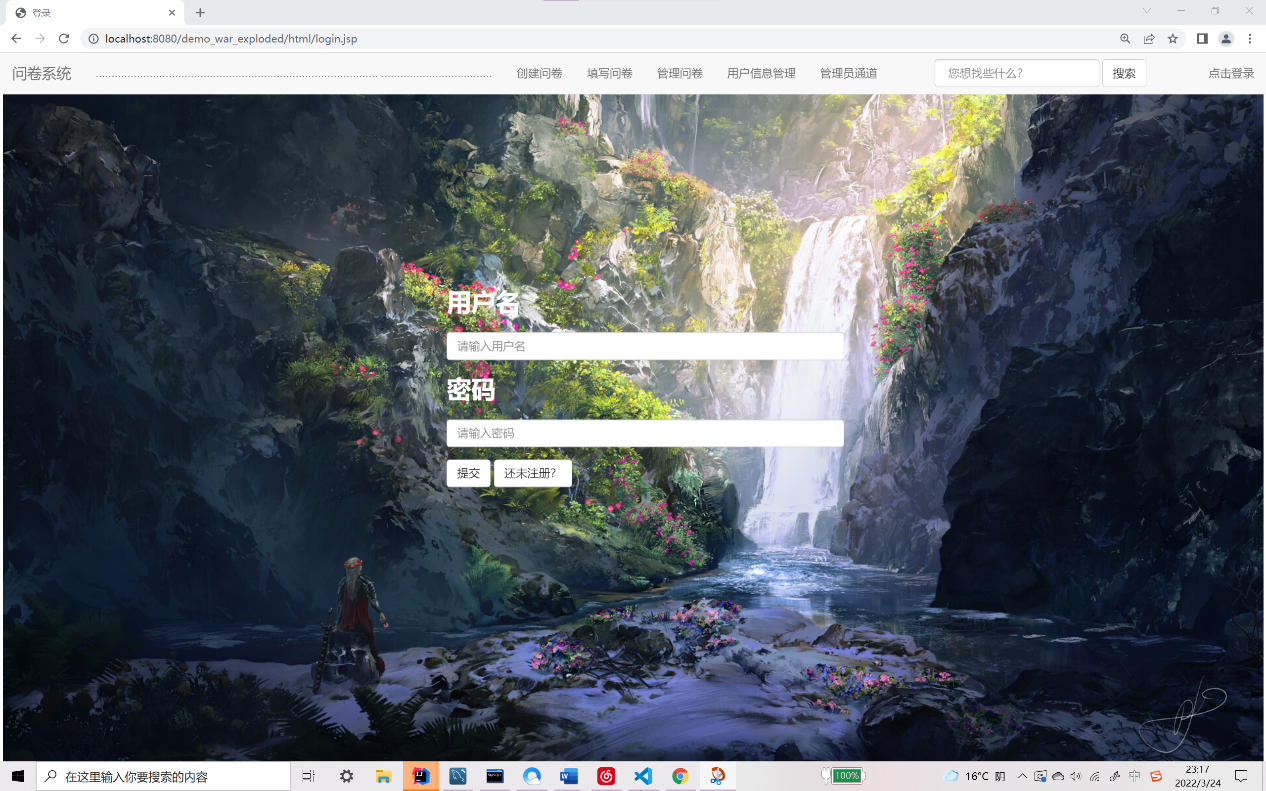 登录
localhost:8080/demo_war_exploded/html/login.jsp
问卷系统 创建问卷 填写问卷 管理问卷 用户信息管理 管理员通道 您想找些什么? 搜索 点击登录
用户名
请输入用户名
密码
请输入密码
提交 还未注册?
在这里输入你要搜索的内容 100% 16°C 阴 中 23:17
2022/3/24